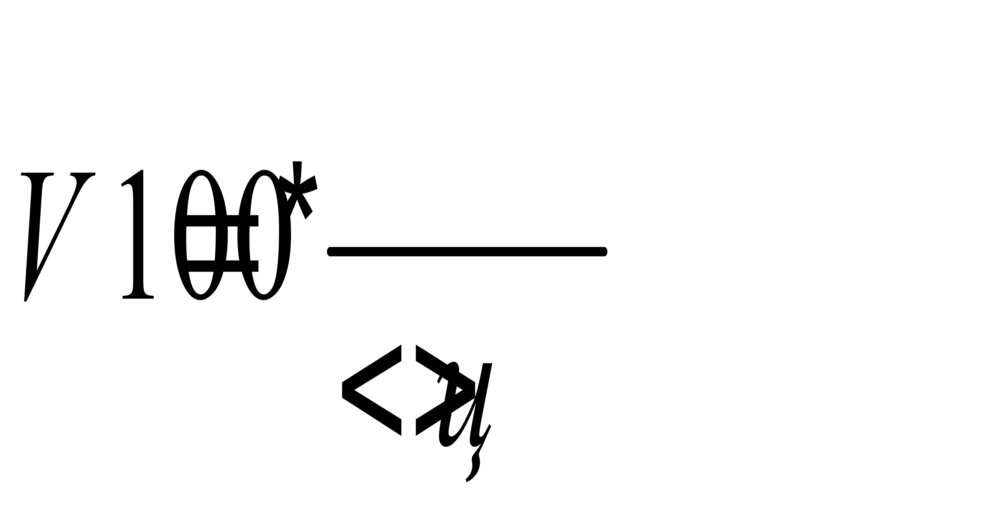 V = 100 *
< > u,